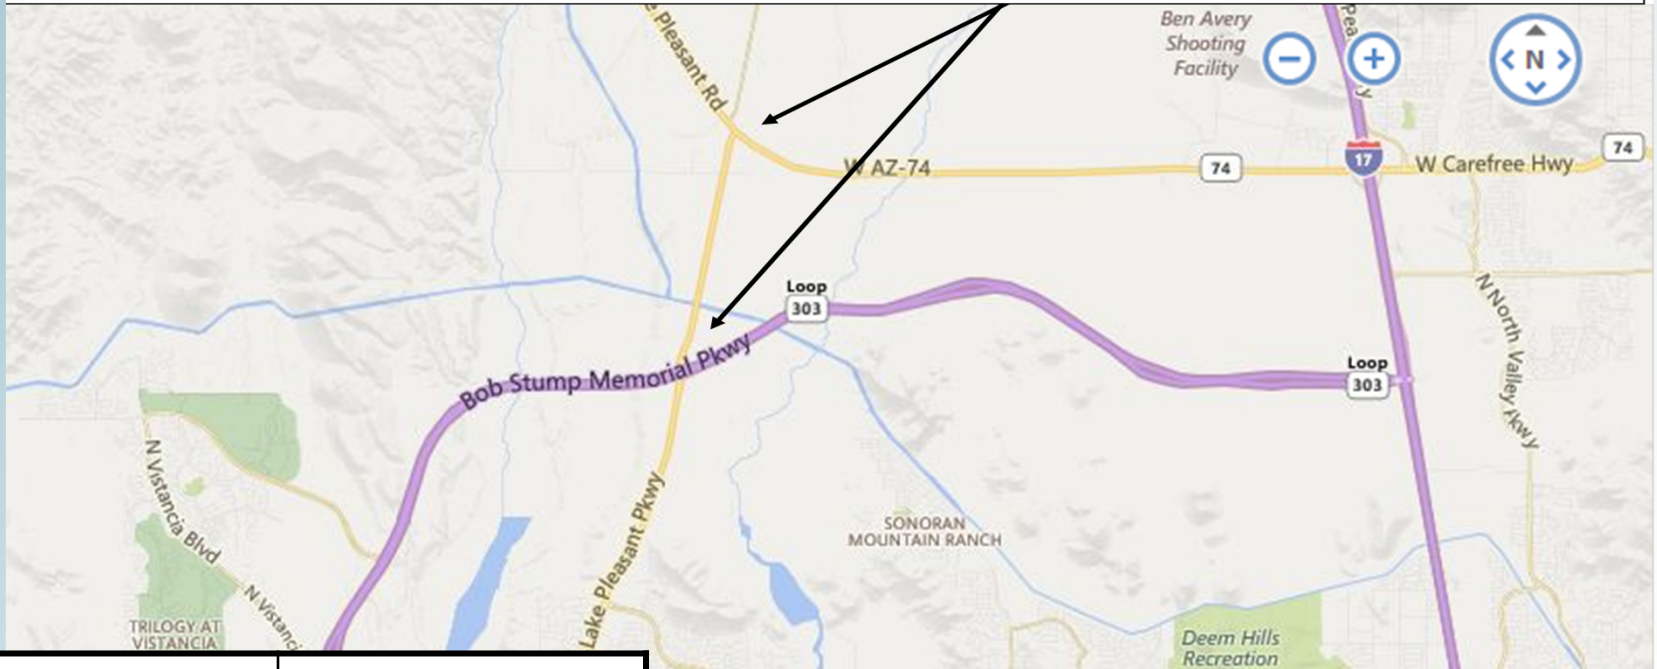 e Pleasant Rd
Ben Avery
Shooting
Facility
N
W AZ-74
74
17
W Carefree Hwy
74
Loop
303
Bob Stump Memorial Pkwy
Loop
303
N North Valley Pkwy
N Vistancia Blvd
N Vistanci
Lake Pleasant Pkwy
SONORAN
MOUNTAIN RANCH
TRILOGY AT
VISTANCIA
Deem Hills
Recreation